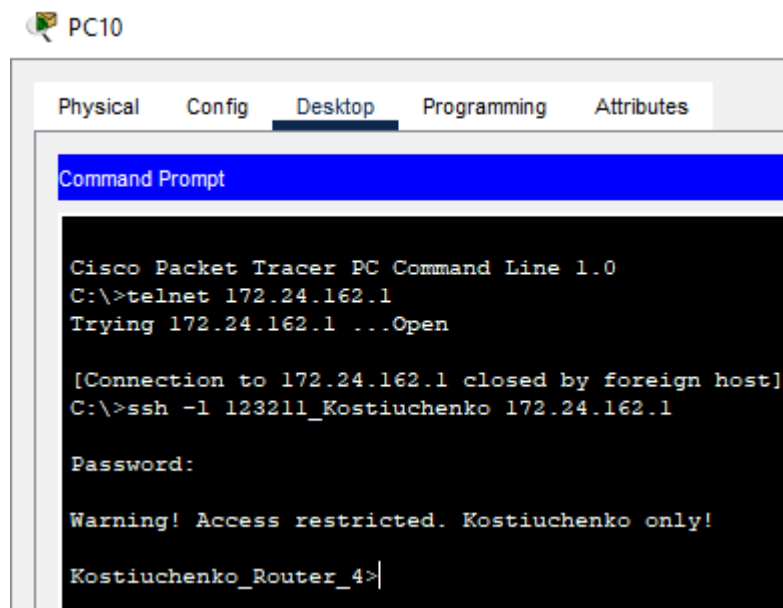 PC10
Physical Config Desktop Programming Attributes
Command Prompt
Cisco Packet Tracer PC Command Line 1.0
C:\>telnet 172.24.162.1
Trying 172.24.162.1 ...Open
[Connection to 172.24.162.1 closed by foreign host]
C:\>ssh -l 123211_Kostiuchenko 172.24.162.1
Password:
Warning! Access restricted. Kostiuchenko only!
Kostiuchenko_Router_4>